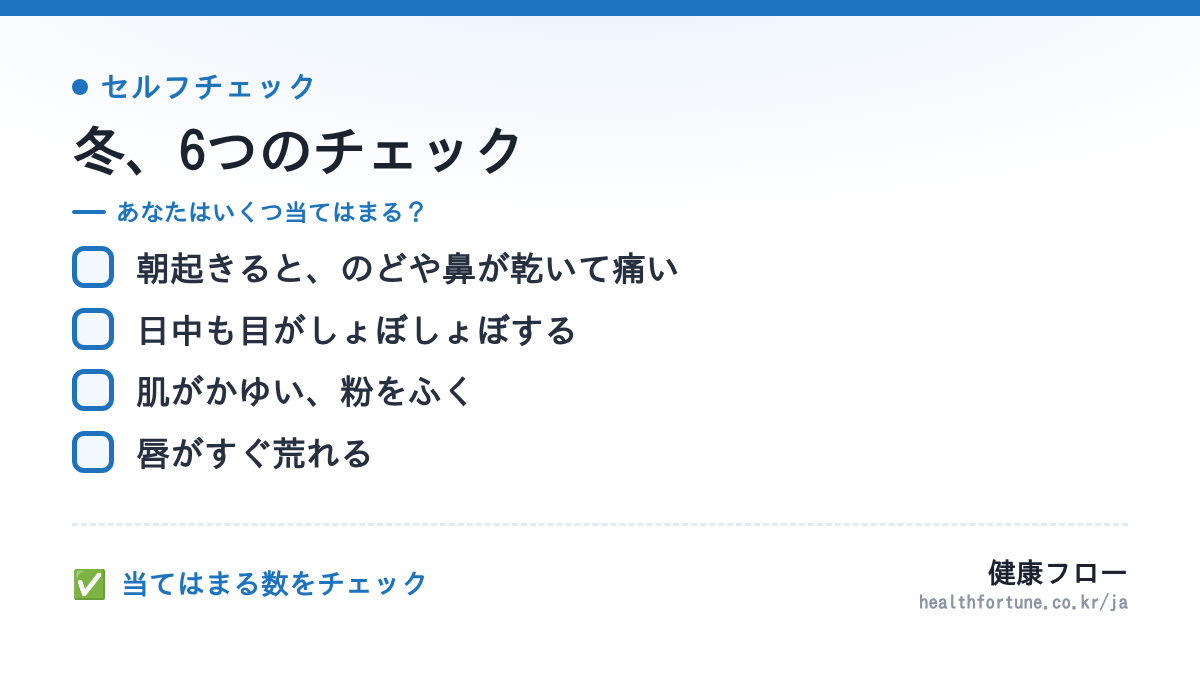 セルフチェック
冬、6つのチェック
あなたはいくつ当てはまる？
朝起きると、のどや鼻が乾いて痛い
日中も目がしょぼしょぼする
肌がかゆい、粉をふく
唇がすぐ荒れる
✅ 当てはまる数をチェック
健康フロー
healthfortune.co.kr/ja